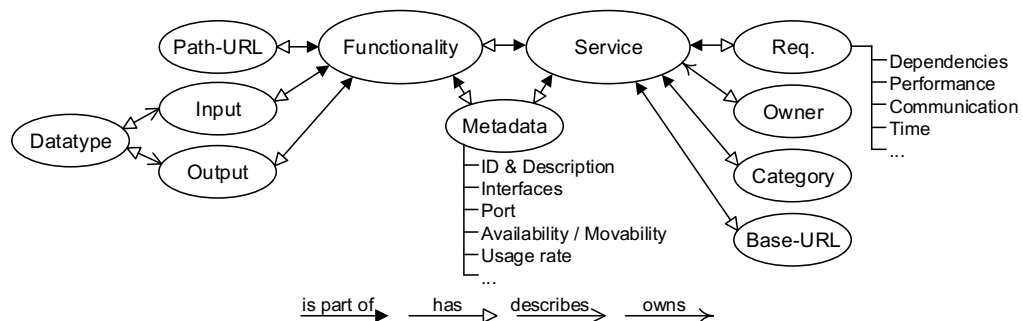 Path-URL
Functionality
Service
Req.
Dependencies
Performance
Communication
Time
...
Input
Owner
Datatype
Metadada
Output
Category
ID & Description
Interfaces
Port
Availability / Movability
Usage rate
...
Base-URL
is part of
has
describes
owns